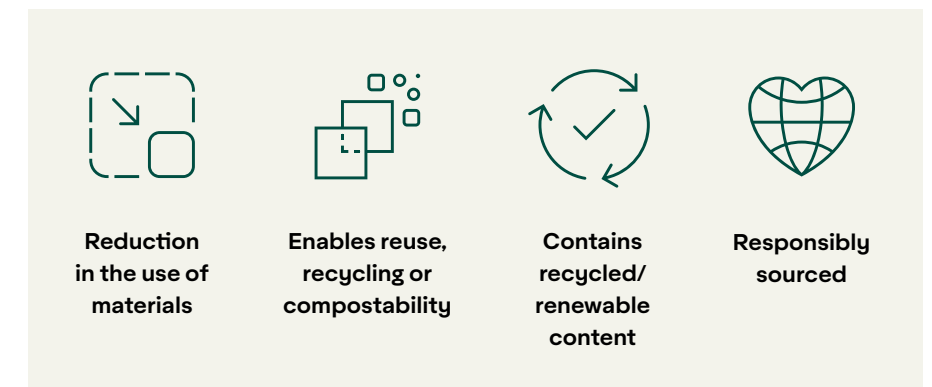 Reduction
in the use of
materials
Enables reuse,
recycling or
compostability
Contains
recycled/
renewable
content
Responsibly
sourced